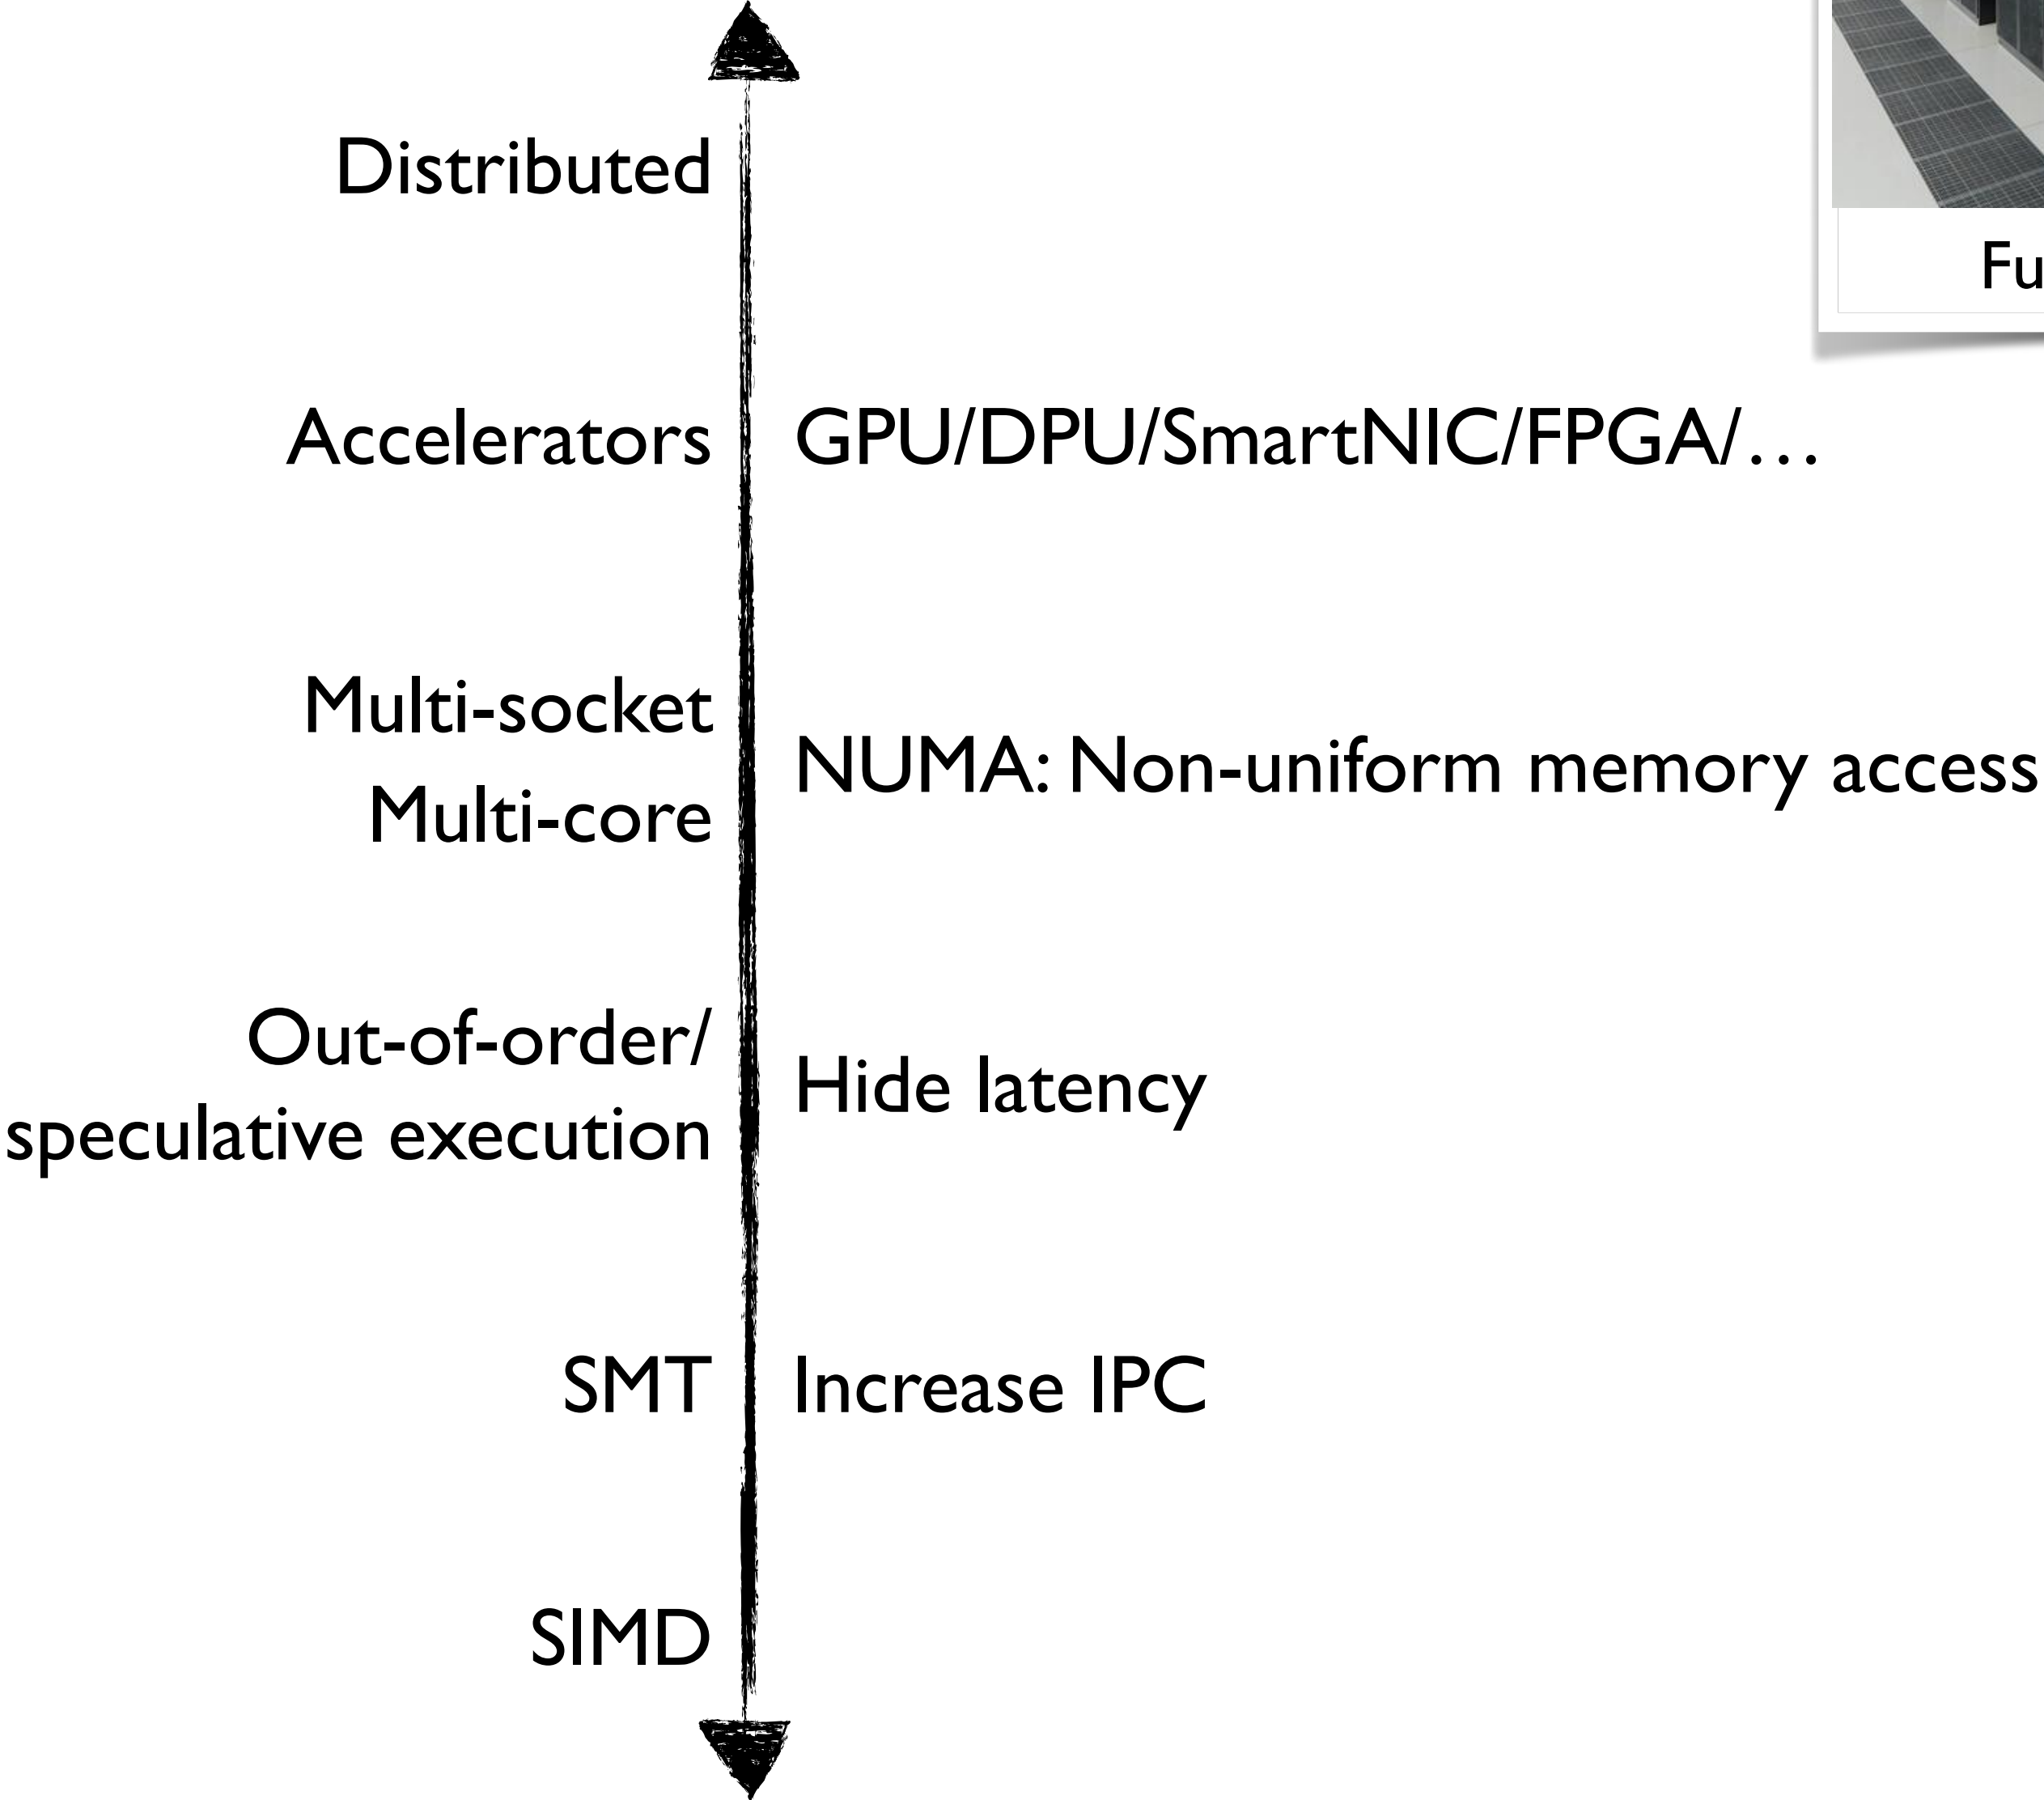 Distributed
Accelerators GPU/DPU/SmartNIC/FPGA/…
Multi-socket
Multi-core
NUMA: Non-uniform memory access
Out-of-order/
speculative execution
Hide latency
SMT Increase IPC
SIMD